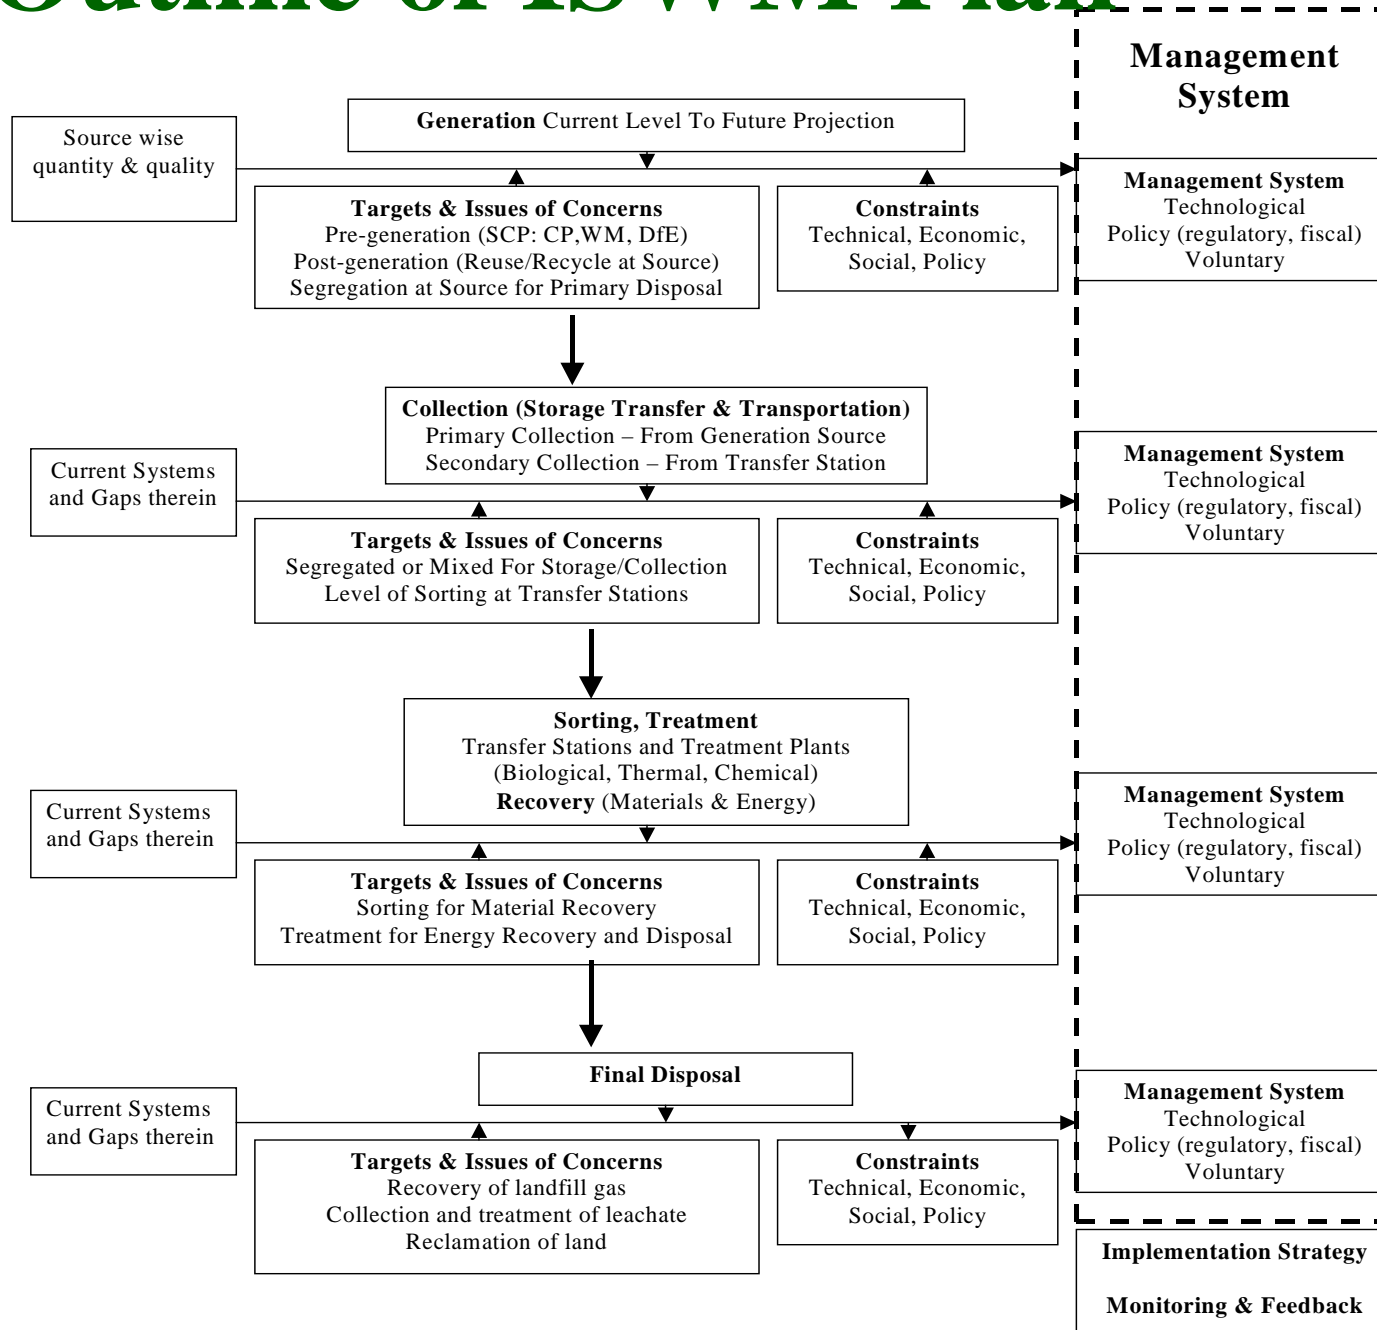 Outline of ISWM Plan
Management
System
Generation Current Level To Future Projection
Source wise
quantity & quality
Management System
Technological
Policy (regulatory, fiscal)
Voluntary
Targets & Issues of Concerns
Pre-generation (SCP: CP,WM, DfE)
Post-generation (Reuse/Recycle at Source)
Segregation at Source for Primary Disposal
Constraints
Technical, Economic,
Social, Policy
Collection (Storage Transfer & Transportation)
Primary Collection – From Generation Source
Secondary Collection – From Transfer Station
Current Systems
and Gaps therein
Management System
Technological
Policy (regulatory, fiscal)
Voluntary
Targets & Issues of Concerns
Segregated or Mixed For Storage/Collection
Level of Sorting at Transfer Stations
Constraints
Technical, Economic,
Social, Policy
Sorting, Treatment
Transfer Stations and Treatment Plants
(Biological, Thermal, Chemical)
Recovery (Materials & Energy)
Current Systems
and Gaps therein
Management System
Technological
Policy (regulatory, fiscal)
Voluntary
Targets & Issues of Concerns
Sorting for Material Recovery
Treatment for Energy Recovery and Disposal
Constraints
Technical, Economic,
Social, Policy
Final Disposal
Current Systems
and Gaps therein
Management System
Technological
Policy (regulatory, fiscal)
Voluntary
Targets & Issues of Concerns
Recovery of landfill gas
Collection and treatment of leachate
Reclamation of land
Constraints
Technical, Economic,
Social, Policy
Implementation Strategy
Monitoring & Feedback